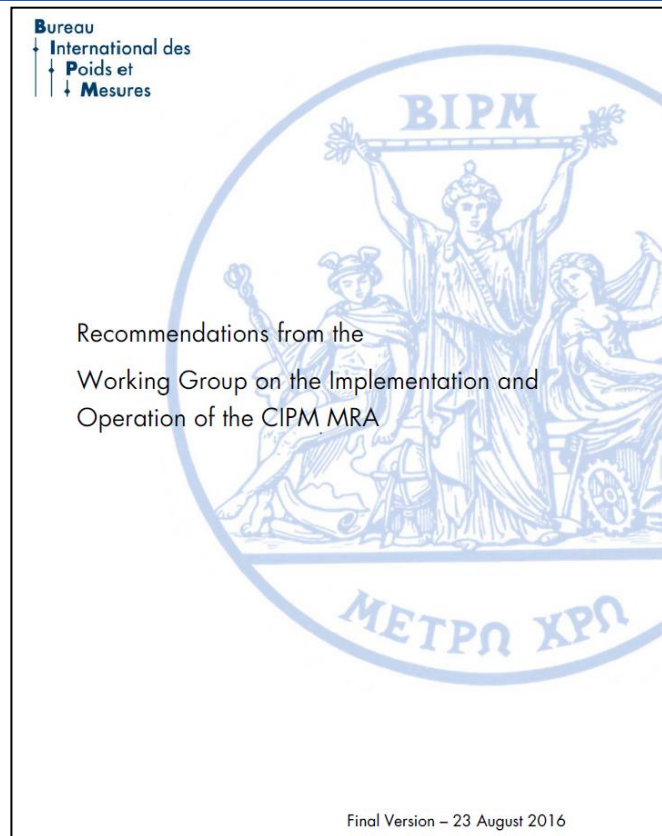 Bureau
International des
Poids et
Mesures
BIPM
Recommendations from the
Working Group on the Implementation and
Operation of the CIPM MRA
ΜΕΤΡΩ ΧΡΩ
Final Version – 23 August 2016